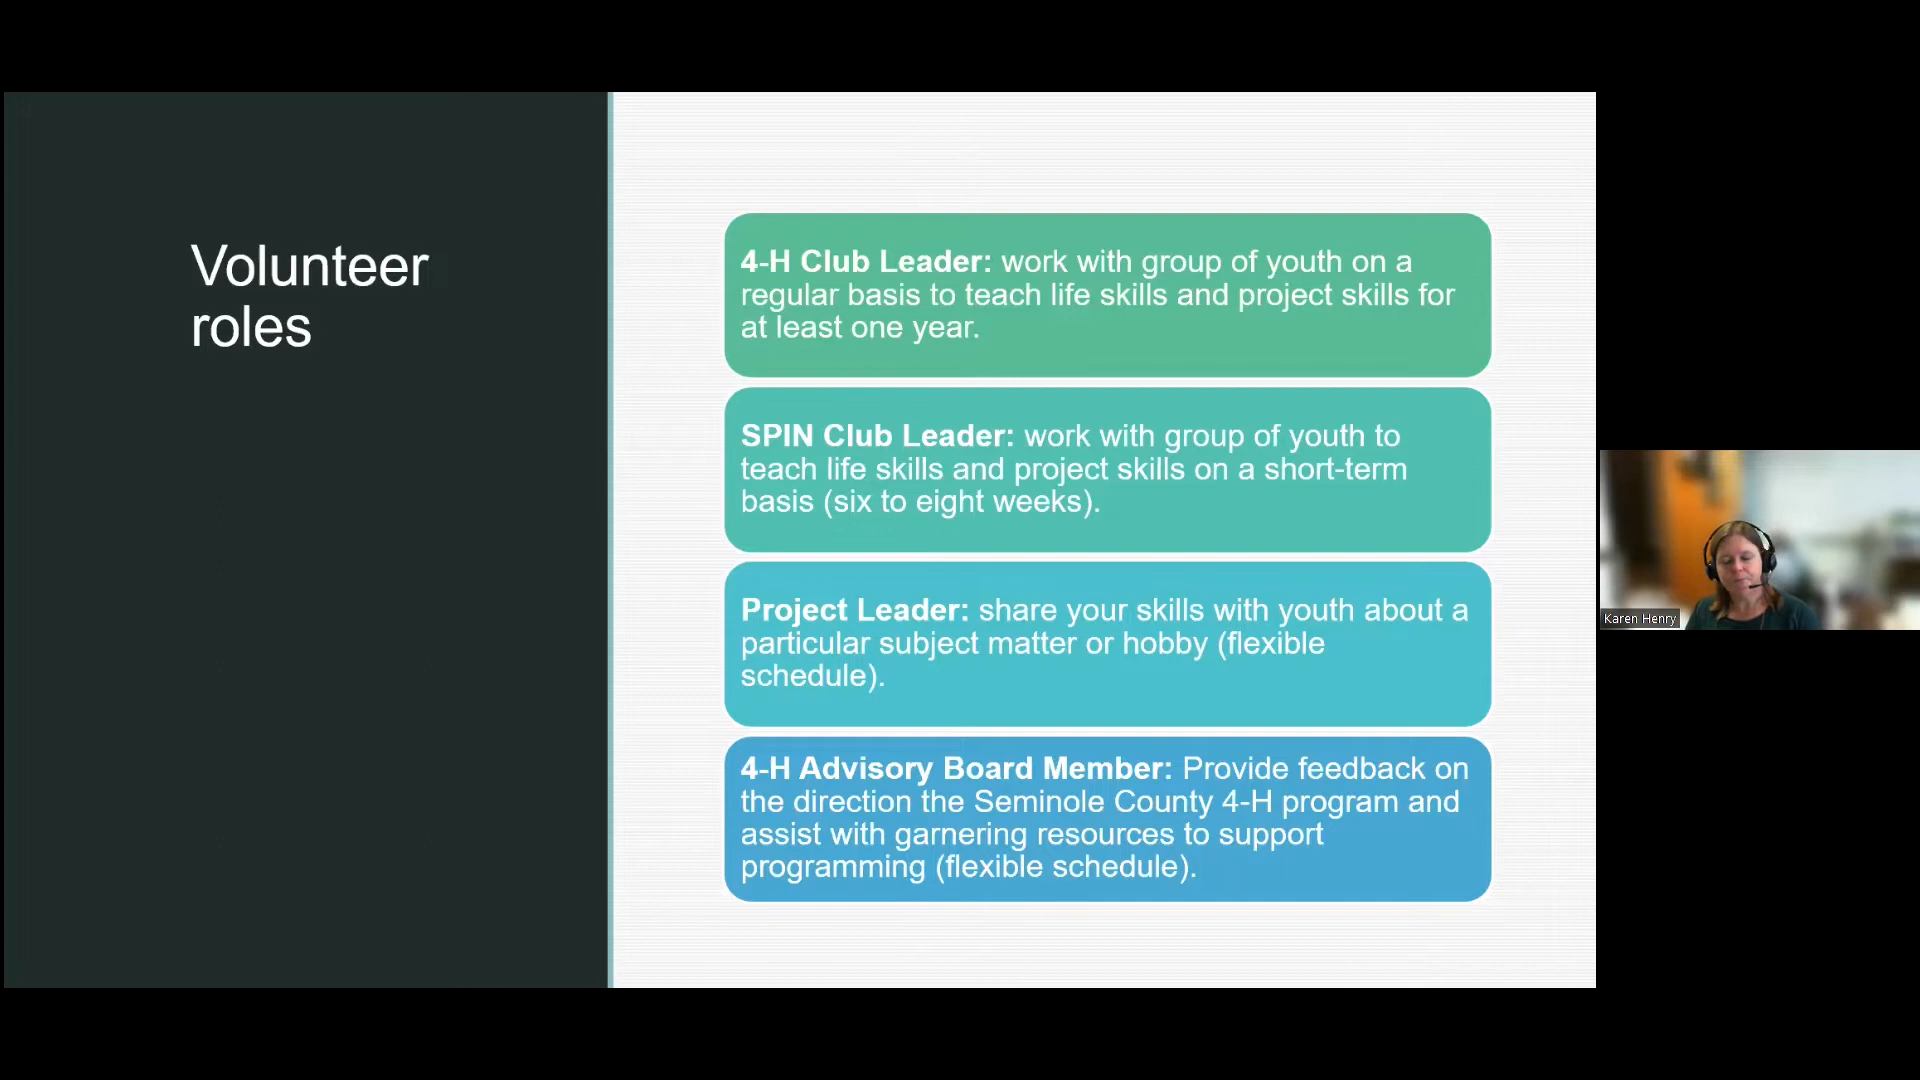 Volunteer
roles
4-H Club Leader: work with group of youth on a
regular basis to teach life skills and project skills for
at least one year.
SPIN Club Leader: work with group of youth to
teach life skills and project skills on a short-term
basis (six to eight weeks).
Project Leader: share your skills with youth about a
particular subject matter or hobby (flexible
schedule).
4-H Advisory Board Member: Provide feedback on
the direction the Seminole County 4-H program and
assist with garnering resources to support
programming (flexible schedule).
Karen Henry